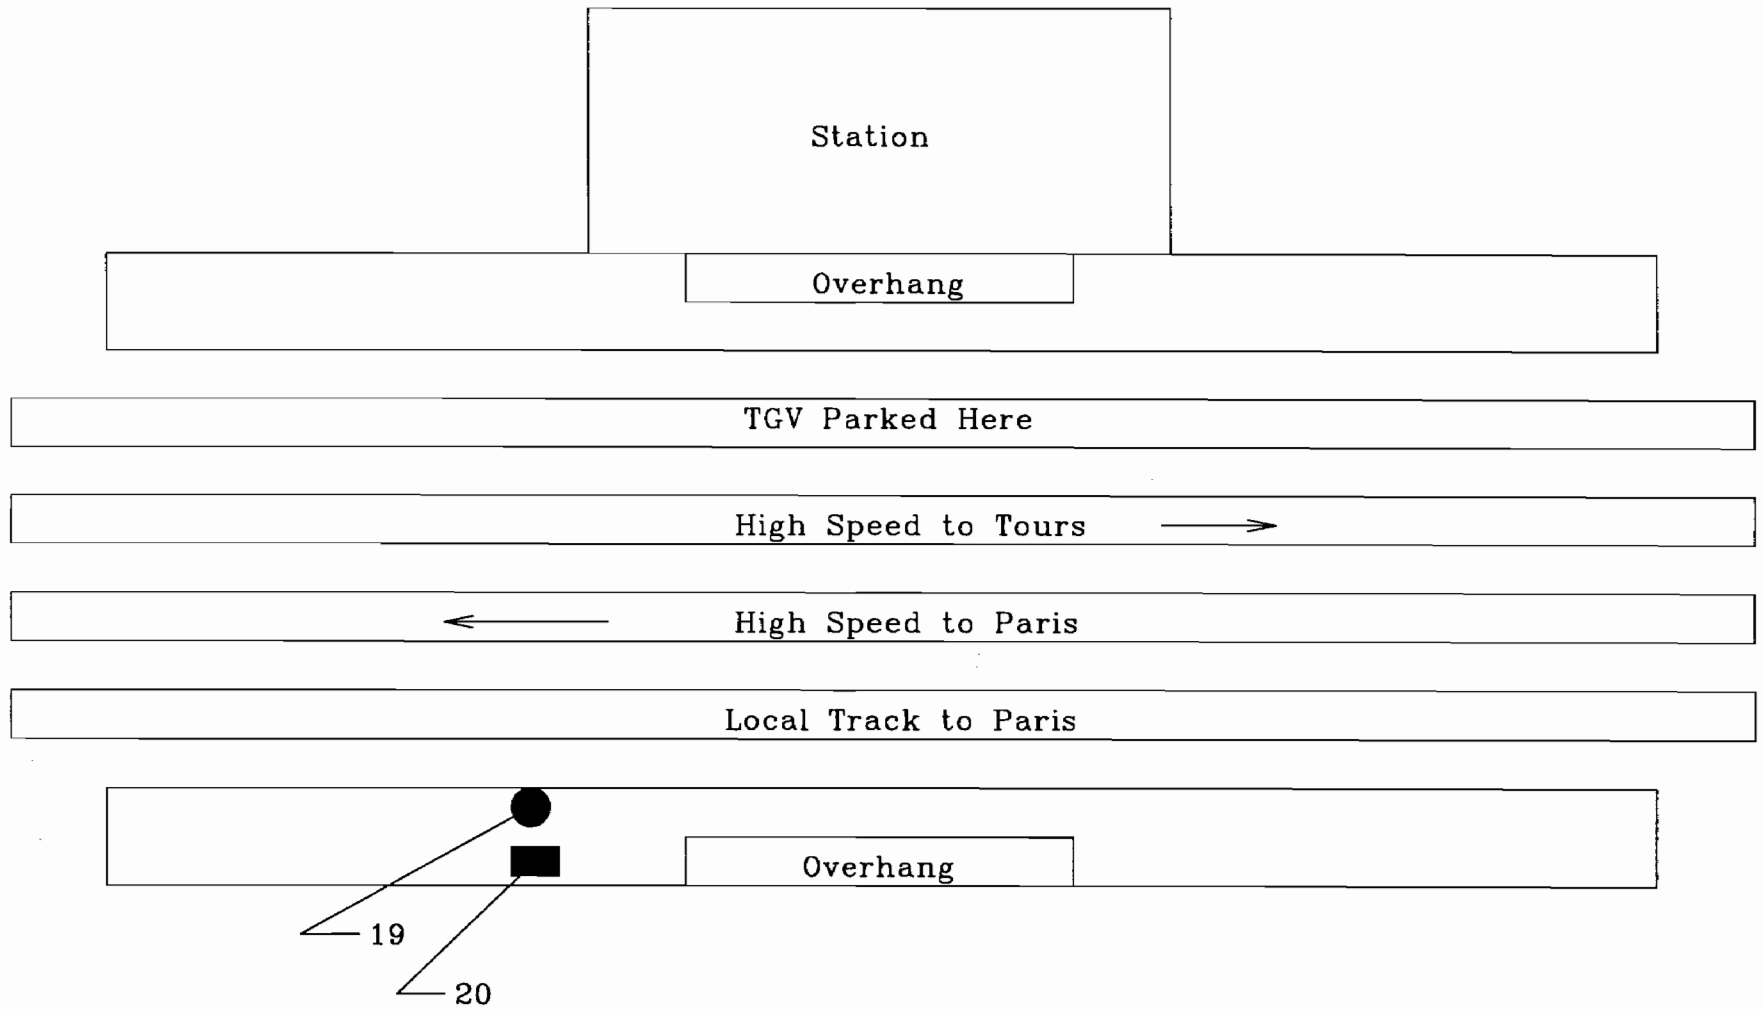 Station
Overhang
TGV Parked Here
High Speed to Tours
High Speed to Paris
Local Track to Paris
Overhang
19
20